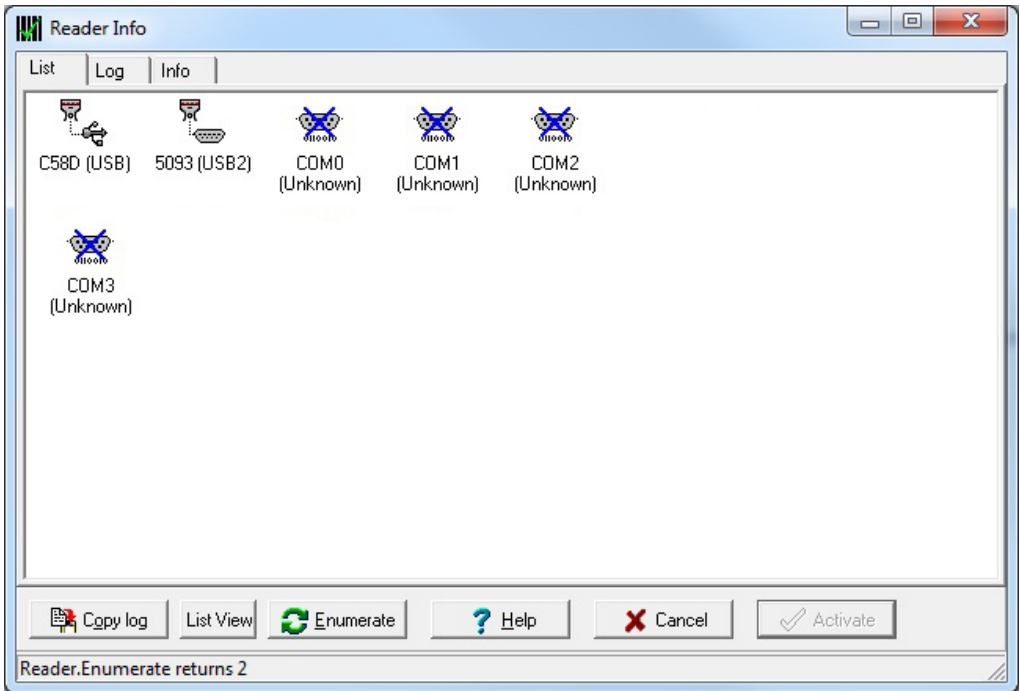 Reader Info
List Log Info
C58D (USB) 5093 (USB2) COM0 (Unknown) COM1 (Unknown) COM2 (Unknown)
COM3
(Unknown)
Copy log List View Enumerate Help Cancel Activate
Reader.Enumerate returns 2